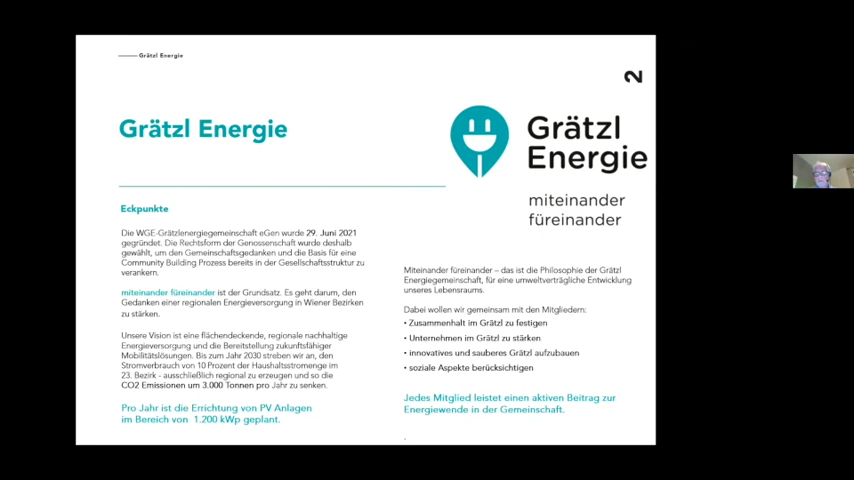 Grätzl Energie
2
Grätzl Energie
Grätzl
Energie
miteinander
füreinander
Eckpunkte
Die WGE-Grätzlenergiegemeinschaft eGen wurde 29. Juni 2021
gegründet. Die Rechtsform der Genossenschaft wurde deshalb
gewählt, um den Gemeinschaftsgedanken und die Basis für eine
Community Building Prozess bereits in der Gesellschaftsstruktur zu
verankern.
miteinander füreinander ist der Grundsatz. Es geht darum, den
Gedanken einer regionalen Energieversorgung in Wiener Bezirken
zu stärken.
Unsere Vision ist eine flächendeckende, regionale nachhaltige
Energieversorgung und die Bereitstellung zukunftsfähiger
Mobilitätslösungen. Bis zum Jahr 2030 streben wir an, den
Stromverbrauch von 10 Prozent der Haushaltsstromenge im
23. Bezirk - ausschließlich regional zu erzeugen und so die
CO2 Emissionen um 3.000 Tonnen pro Jahr zu senken.
Pro Jahr ist die Errichtung von PV Anlagen
im Bereich von 1.200 kWp geplant.
Miteinander füreinander – das ist die Philosophie der Grätzl
Energiegemeinschaft, für eine umweltverträgliche Entwicklung
unseres Lebensraums.
Dabei wollen wir gemeinsam mit den Mitgliedern:
• Zusammenhalt im Grätzl zu festigen
• Unternehmen im Grätzl zu stärken
• innovatives und sauberes Grätzl aufzubauen
• soziale Aspekte berücksichtigen
Jedes Mitglied leistet einen aktiven Beitrag zur
Energiewende in der Gemeinschaft.
.